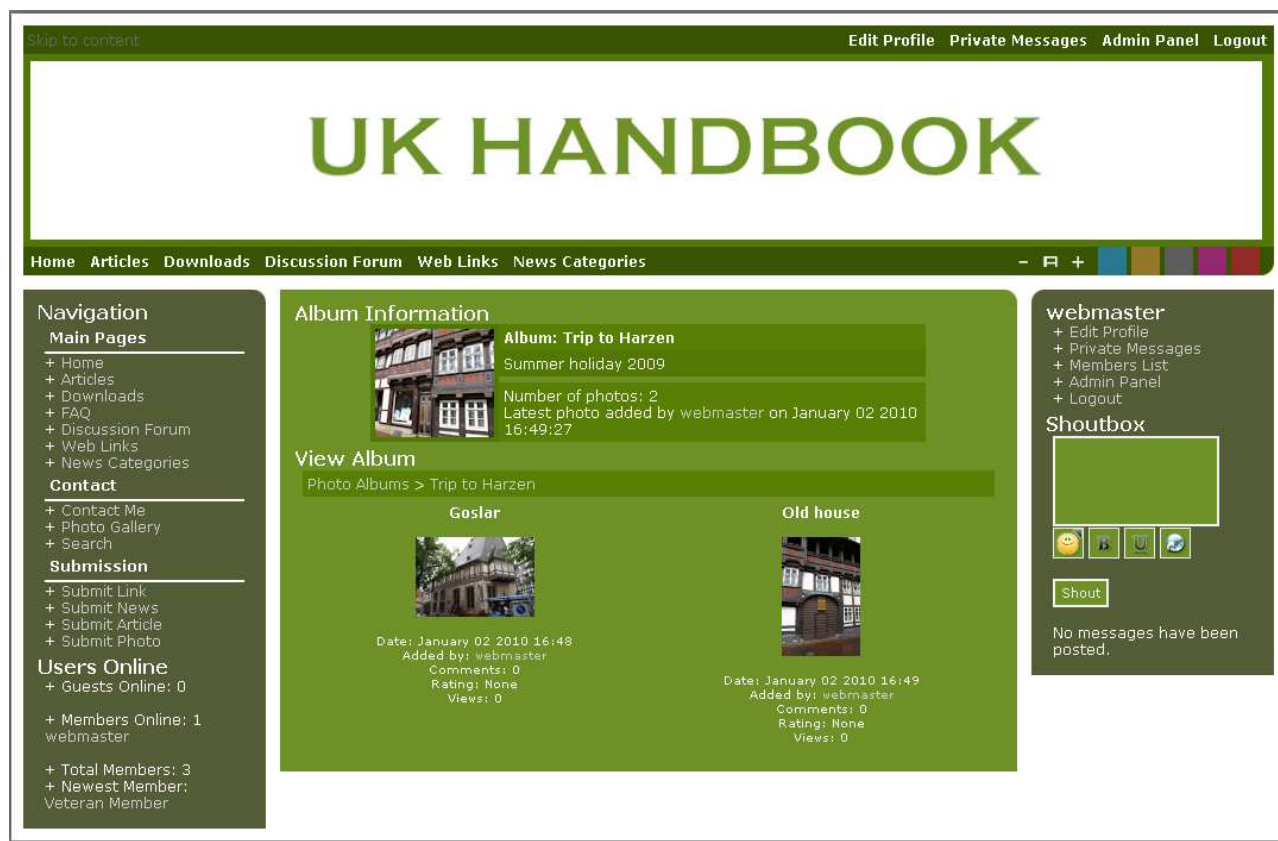 Skip to content
Edit Profile Private Messages Admin Panel Logout
UK HANDBOOK
Home Articles Downloads Discussion Forum Web Links News Categories
- A +
Navigation
Main Pages
+ Home
+ Articles
+ Downloads
+ FAQ
+ Discussion Forum
+ Web Links
+ News Categories
Contact
+ Contact Me
+ Photo Gallery
+ Search
Submission
+ Submit Link
+ Submit News
+ Submit Article
+ Submit Photo
Users Online
+ Guests Online: 0
+ Members Online: 1
webmaster
+ Total Members: 3
+ Newest Member:
Veteran Member
Album Information
Album: Trip to Harzen
Summer holiday 2009
Number of photos: 2
Latest photo added by webmaster on January 02 2010
16:49:27
View Album
Photo Albums > Trip to Harzen
Goslar
Date: January 02 2010 16:48
Added by: webmaster
Comments: 0
Rating: None
Views: 0
Old house
Date: January 02 2010 16:49
Added by: webmaster
Comments: 0
Rating: None
Views: 0
webmaster
+ Edit Profile
+ Private Messages
+ Members List
+ Admin Panel
+ Logout
Shoutbox
B U
Shout
No messages have been
posted.